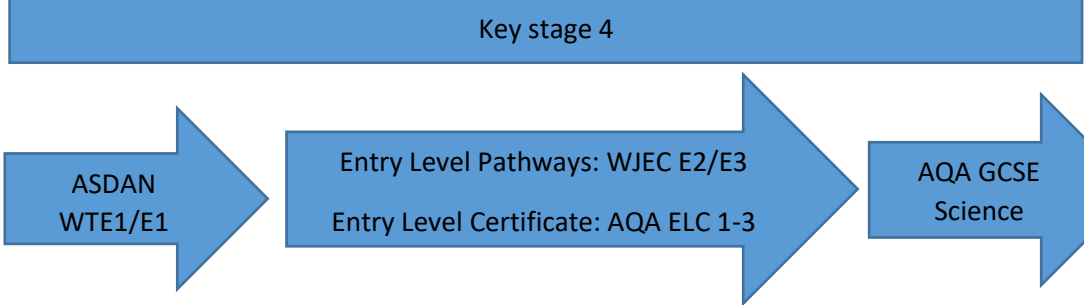 Key stage 4
ASDAN
WTE1/E1
Entry Level Pathways: WJEC E2/E3
Entry Level Certificate: AQA ELC 1-3
AQA GCSE
Science